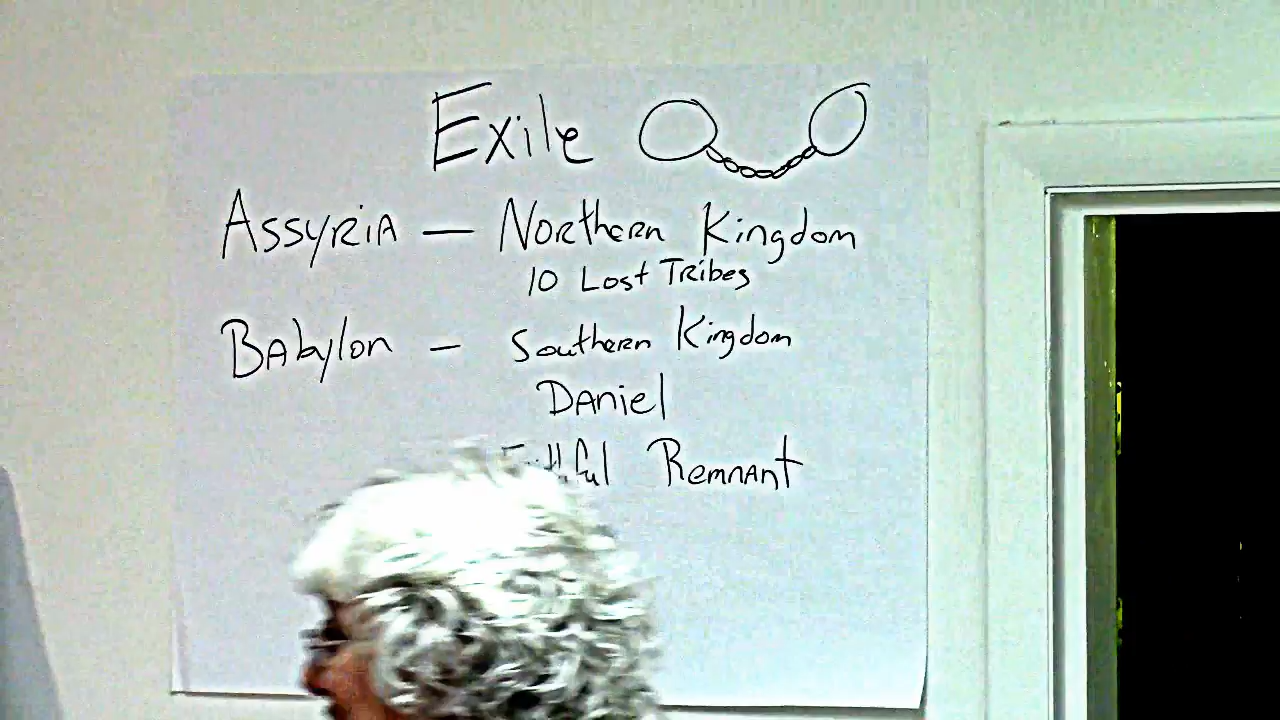 Exile
Assyria — Northern Kingdom
10 Lost Tribes
Babylon — Southern Kingdom
Daniel
Remnant